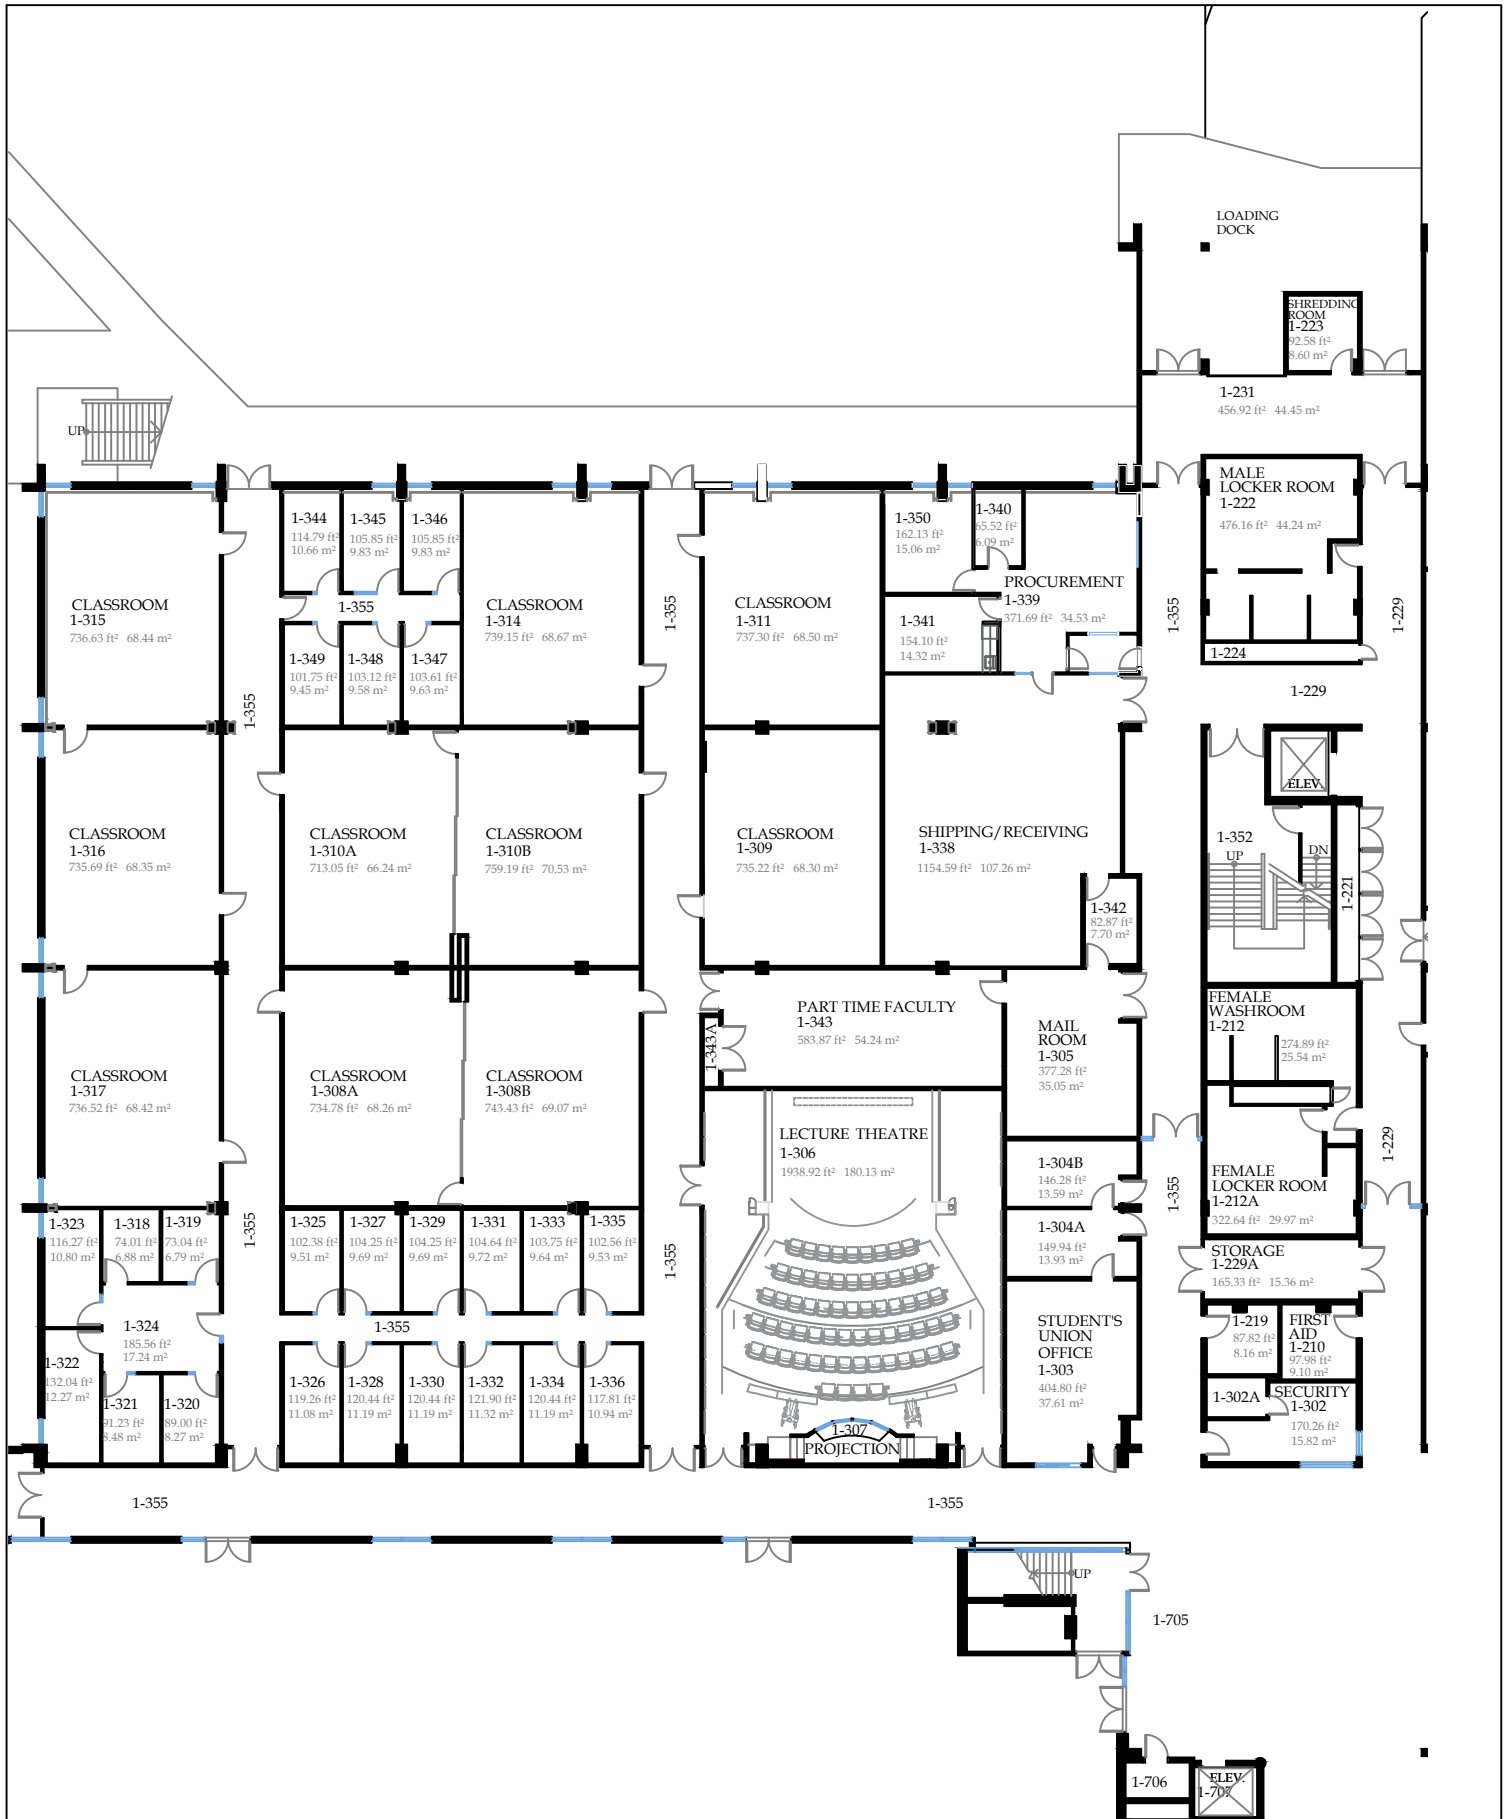 LOADING
DOCK
SHREDDING
ROOM
1-223
92.58 ft²
8.60 m²
1-231
456.92 ft² 44.45 m²
UP
MALE
LOCKER ROOM
1-222
476.16 ft² 44.24 m²
1-344
114.79 ft²
10.66 m²
1-345
105.85 ft²
9.83 m²
1-346
105.85 ft²
9.83 m²
1-350
162.13 ft²
15.06 m²
1-340
65.52 ft²
6.09 m²
CLASSROOM
1-315
736.63 ft² 68.44 m²
1-355
CLASSROOM
1-314
739.15 ft² 68.67 m²
1-355
CLASSROOM
1-311
737.30 ft² 68.50 m²
PROCUREMENT
1-339
371.69 ft² 34.53 m²
1-341
154.10 ft²
14.32 m²
1-355
1-229
1-224
1-349
101.75 ft²
9.45 m²
1-348
103.12 ft²
9.58 m²
1-347
103.61 ft²
9.63 m²
1-355
1-229
ELEV.
CLASSROOM
1-316
735.69 ft² 68.35 m²
CLASSROOM
1-310A
713.05 ft² 66.24 m²
CLASSROOM
1-310B
759.19 ft² 70.53 m²
CLASSROOM
1-309
735.22 ft² 68.30 m²
SHIPPING/RECEIVING
1-338
1154.59 ft² 107.26 m²
1-352
UP
DN
1-221
1-342
82.87 ft²
7.70 m²
PART TIME FACULTY
1-343
583.87 ft² 54.24 m²
1-343A
MAIL
ROOM
1-305
377.28 ft²
35.05 m²
FEMALE
WASHROOM
1-212
274.89 ft²
25.54 m²
CLASSROOM
1-317
736.52 ft² 68.42 m²
CLASSROOM
1-308A
734.78 ft² 68.26 m²
CLASSROOM
1-308B
743.43 ft² 69.07 m²
LECTURE THEATRE
1-306
1938.92 ft² 180.13 m²
1-304B
146.28 ft²
13.59 m²
1-229
1-355
FEMALE
LOCKER ROOM
1-212A
322.64 ft² 29.97 m²
1-323
116.27 ft²
10.80 m²
1-318
74.01 ft²
6.88 m²
1-319
73.04 ft²
6.79 m²
1-355
1-325
102.38 ft²
9.51 m²
1-327
104.25 ft²
9.69 m²
1-329
104.25 ft²
9.69 m²
1-331
104.64 ft²
9.72 m²
1-333
103.75 ft²
9.64 m²
1-335
102.56 ft²
9.53 m²
1-355
1-304A
149.94 ft²
13.93 m²
STORAGE
1-229A
165.33 ft² 15.36 m²
1-324
185.56 ft²
17.24 m²
1-355
STUDENT'S
UNION
OFFICE
1-303
404.80 ft²
37.61 m²
1-219
87.82 ft²
8.16 m²
FIRST
AID
1-210
97.98 ft²
9.10 m²
1-322
132.04 ft²
12.27 m²
1-321
91.23 ft²
8.48 m²
1-320
89.00 ft²
8.27 m²
1-326
119.26 ft²
11.08 m²
1-328
120.44 ft²
11.19 m²
1-330
120.44 ft²
11.19 m²
1-332
121.90 ft²
11.32 m²
1-334
120.44 ft²
11.19 m²
1-336
117.81 ft²
10.94 m²
1-302A
SECURITY
1-302
170.26 ft²
15.82 m²
1-307
PROJECTION
1-355
1-355
UP
1-705
1-706
ELEV.
1-707